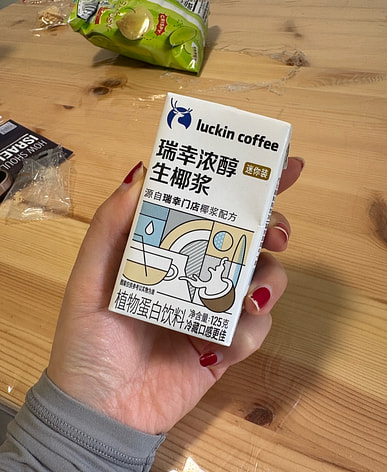 luckin coffee
瑞幸浓醇
生椰浆
迷你装
源自瑞幸门店椰浆配方
植物蛋白饮料
净含量:125克
冷藏口感更佳
HOW SHOUL
ISRAEL